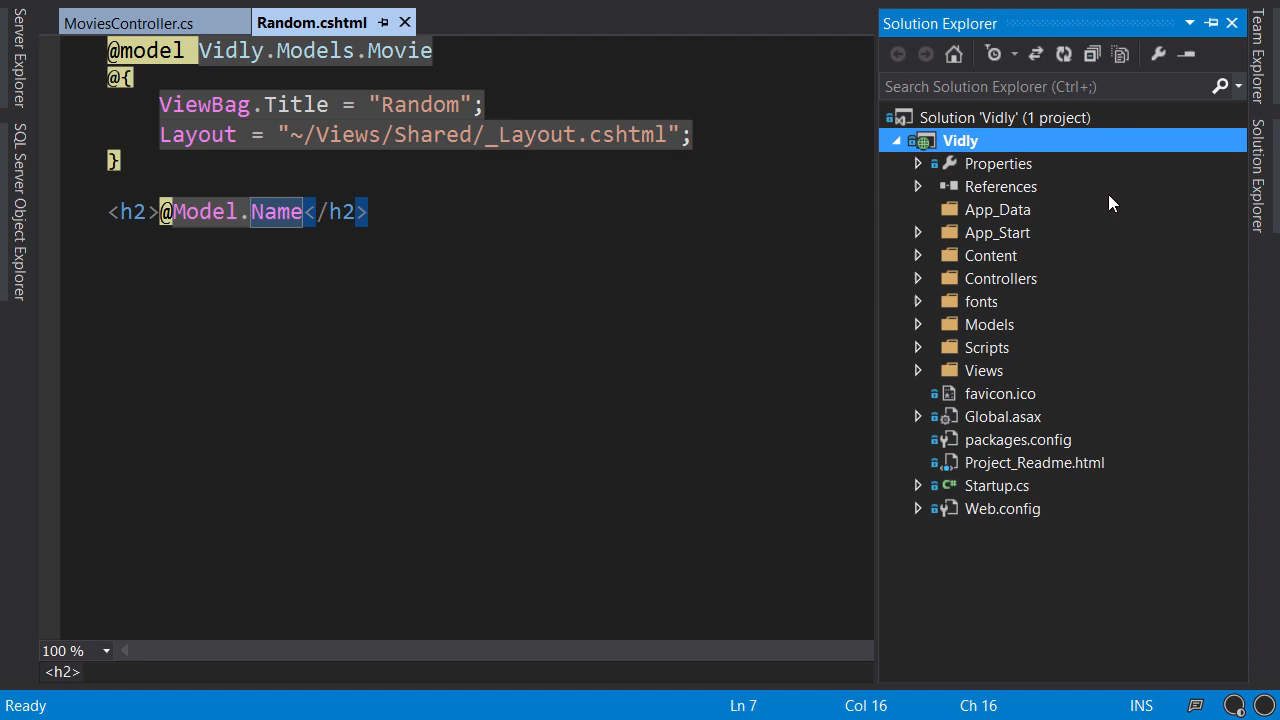 Server Explorer
SQL Server Object Explorer
MoviesController.cs
Random.cshtml
@model Vidly.Models.Movie
@{
ViewBag.Title = "Random";
Layout = "~/Views/Shared/_Layout.cshtml";
}
<h2>@Model.Name</h2>
100 %
<h2>
Solution Explorer
Search Solution Explorer (Ctrl+;)
Solution 'Vidly' (1 project)
Vidly
Properties
References
App_Data
App_Start
Content
Controllers
fonts
Models
Scripts
Views
favicon.ico
Global.asax
packages.config
Project_Readme.html
C# Startup.cs
Web.config
Team Explorer
Solution Explorer
Ready
Ln 7
Col 16
Ch 16
INS